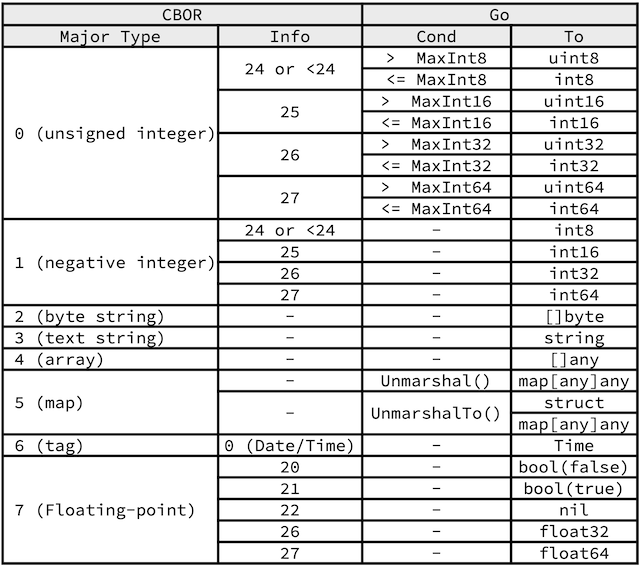 CBOR Go
Major Type Info Cond To
0 (unsigned integer) 24 or <24 > MaxInt8 uint8
<= MaxInt8 int8
25 > MaxInt16 uint16
<= MaxInt16 int16
26 > MaxInt32 uint32
<= MaxInt32 int32
27 > MaxInt64 uint64
<= MaxInt64 int64
1 (negative integer) 24 or <24 - int8
25 - int16
26 - int32
27 - int64
2 (byte string) - - []byte
3 (text string) - - string
4 (array) - - []any
5 (map) - Unmarshal() map[any]any
- UnmarshalTo() struct
map[any]any
6 (tag) 0 (Date/Time) - Time
7 (Floating-point) 20 - bool(false)
21 - bool(true)
22 - nil
26 - float32
27 - float64